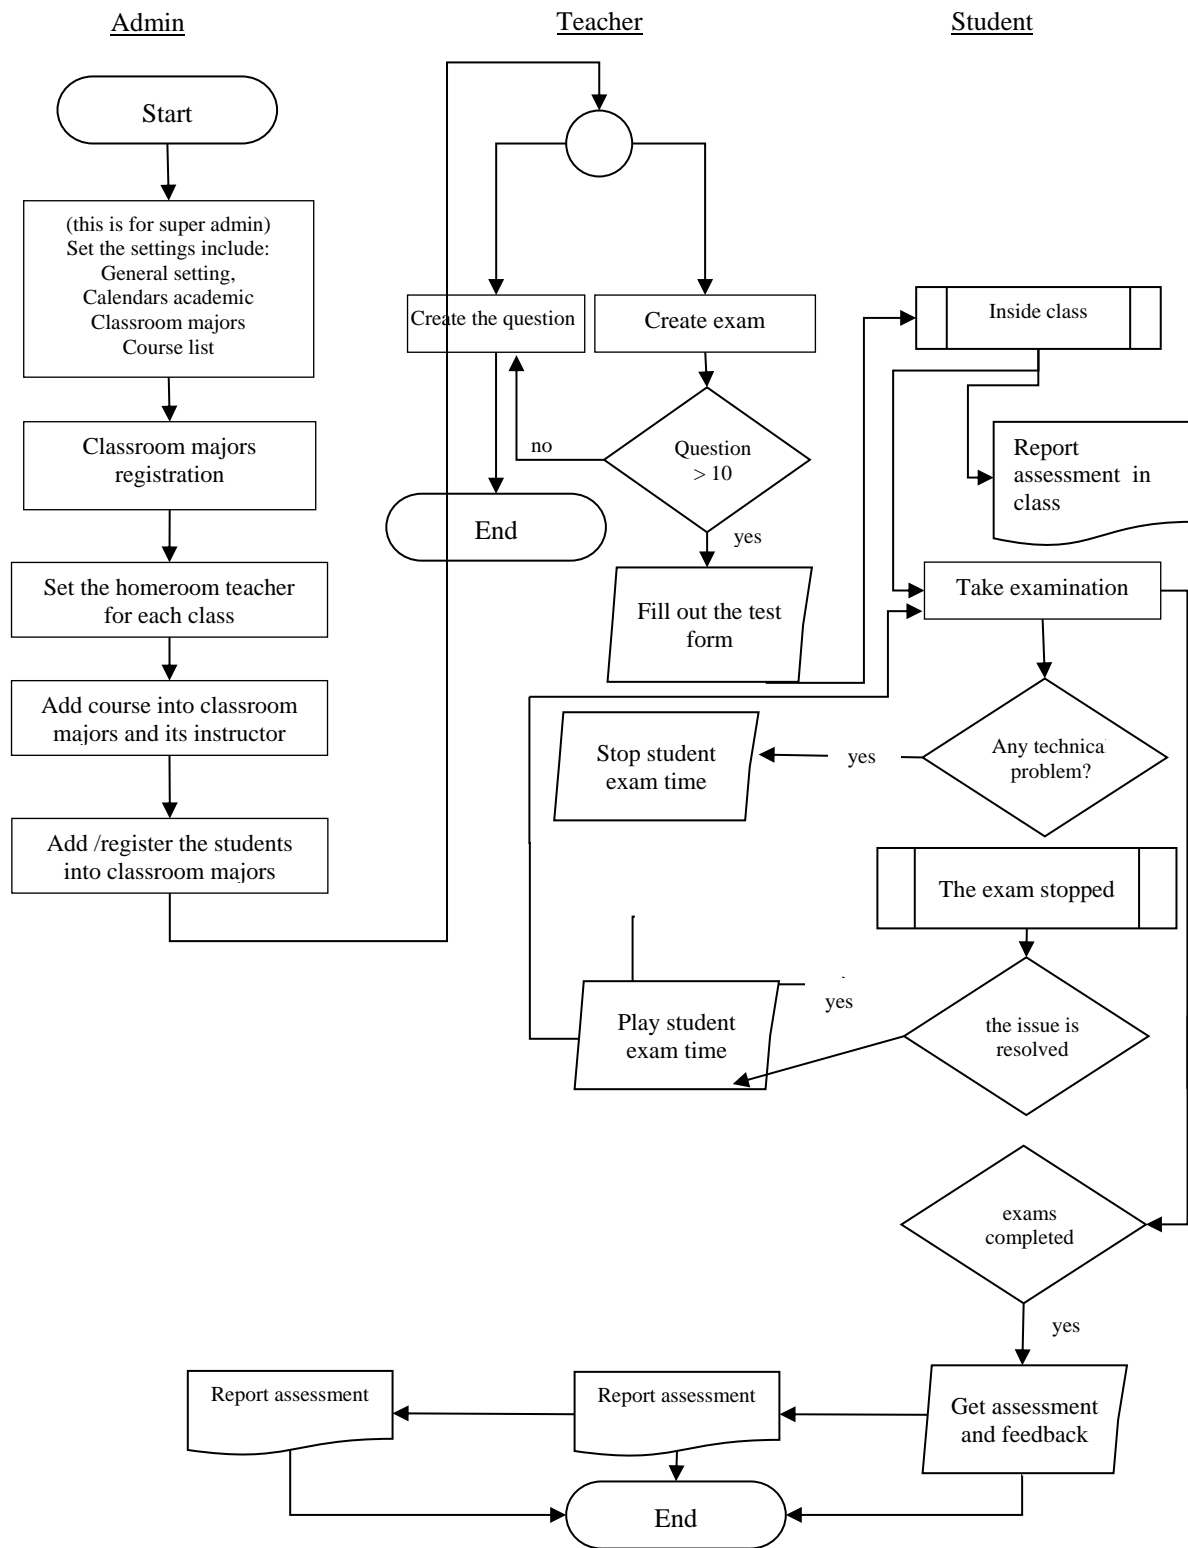 Admin
Teacher
Student
Start
(this is for super admin)
Set the settings include:
General setting,
Calendars academic
Classroom majors
Course list
Classroom majors
registration
Set the homeroom teacher
for each class
Add course into classroom
majors and its instructor
Add /register the students
into classroom majors
Create the question
Create exam
no
Question
> 10
yes
End
Fill out the test
form
Inside class
Report
assessment in
class
Take examination
Any technical
problem?
yes
Stop student
exam time
The exam stopped
the issue is
resolved
yes
Play student
exam time
exams
completed
yes
Get assessment
and feedback
Report assessment
Report assessment
End